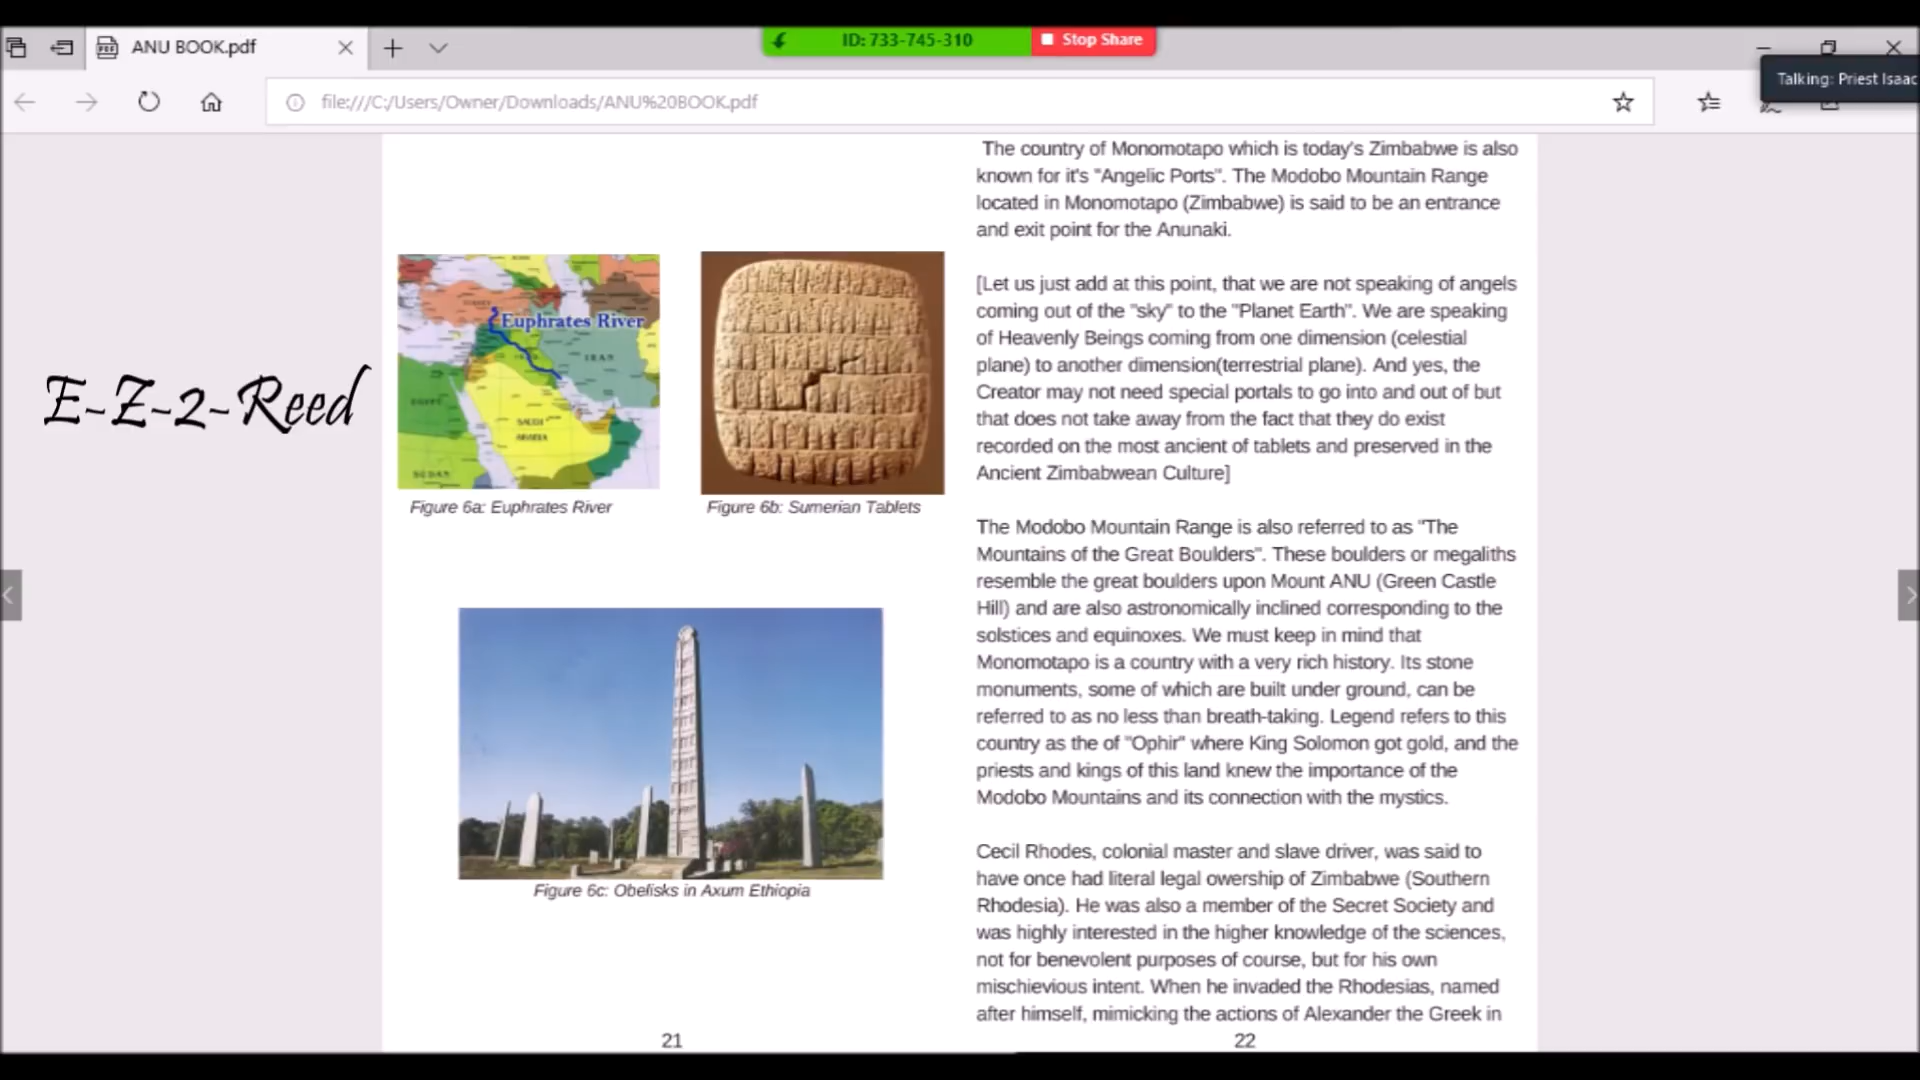 ANU BOOK.pdf
ID: 733-745-310
Stop Share
Talking: Priest Isaac
file:///C:/Users/Owner/Downloads/ANU%20BOOK.pdf
E-Z-2-Reed
Euphrates River
TURKEY
IRAN
EGYPT
SAUDI
ARABIA
SUDAN
Figure 6a: Euphrates River
Figure 6b: Sumerian Tablets
Figure 6c: Obelisks in Axum Ethiopia
21
The country of Monomotapo which is today's Zimbabwe is also
known for it's "Angelic Ports". The Modobo Mountain Range
located in Monomotapo (Zimbabwe) is said to be an entrance
and exit point for the Anunaki.
[Let us just add at this point, that we are not speaking of angels
coming out of the "sky" to the "Planet Earth". We are speaking
of Heavenly Beings coming from one dimension (celestial
plane) to another dimension(terrestrial plane). And yes, the
Creator may not need special portals to go into and out of but
that does not take away from the fact that they do exist
recorded on the most ancient of tablets and preserved in the
Ancient Zimbabwean Culture]
The Modobo Mountain Range is also referred to as "The
Mountains of the Great Boulders". These boulders or megaliths
resemble the great boulders upon Mount ANU (Green Castle
Hill) and are also astronomically inclined corresponding to the
solstices and equinoxes. We must keep in mind that
Monomotapo is a country with a very rich history. Its stone
monuments, some of which are built under ground, can be
referred to as no less than breath-taking. Legend refers to this
country as the of "Ophir" where King Solomon got gold, and the
priests and kings of this land knew the importance of the
Modobo Mountains and its connection with the mystics.
Cecil Rhodes, colonial master and slave driver, was said to
have once had literal legal owership of Zimbabwe (Southern
Rhodesia). He was also a member of the Secret Society and
was highly interested in the higher knowledge of the sciences,
not for benevolent purposes of course, but for his own
mischievious intent. When he invaded the Rhodesias, named
after himself, mimicking the actions of Alexander the Greek in
22